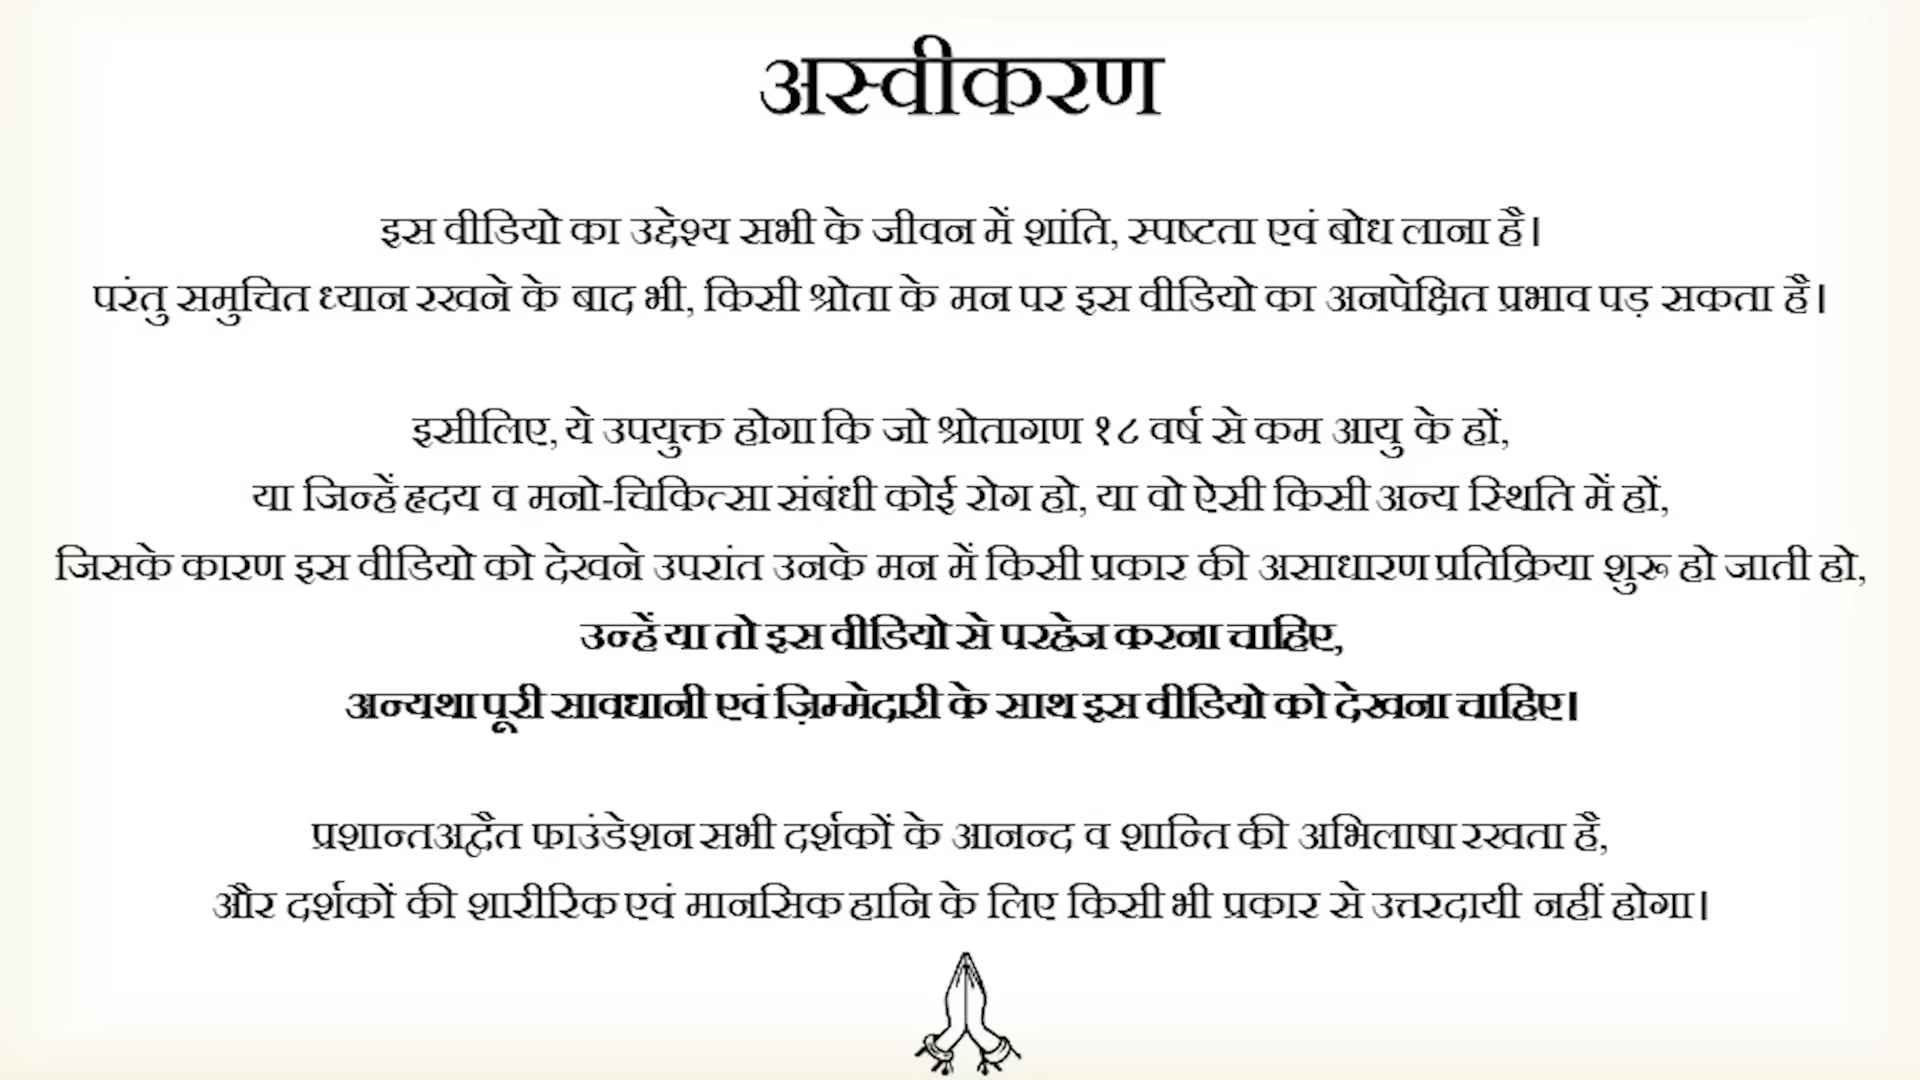 अस्वीकरण
इस वीडियो का उद्देश्य सभी के जीवन में शांति, स्पष्टता एवं बोध लाना है।
परंतु समुचित ध्यान रखने के बाद भी, किसी श्रोता के मन पर इस वीडियो का अनपेक्षित प्रभाव पड़ सकता है।
इसीलिए, ये उपयुक्त होगा कि जो श्रोतागण १८ वर्ष से कम आयु के हों,
या जिन्हें हृदय व मनो-चिकित्सा संबंधी कोई रोग हो, या वो ऐसी किसी अन्य स्थिति में हों,
जिसके कारण इस वीडियो को देखने उपरांत उनके मन में किसी प्रकार की असाधारण प्रतिक्रिया शुरू हो जाती हो,
उन्हें या तो इस वीडियो से परहेज करना चाहिए,
अन्यथा पूरी सावधानी एवं ज़िम्मेदारी के साथ इस वीडियो को देखना चाहिए।
प्रशान्तअद्वैत फाउंडेशन सभी दर्शकों के आनन्द व शान्ति की अभिलाषा रखता है,
और दर्शकों की शारीरिक एवं मानसिक हानि के लिए किसी भी प्रकार से उत्तरदायी नहीं होगा।